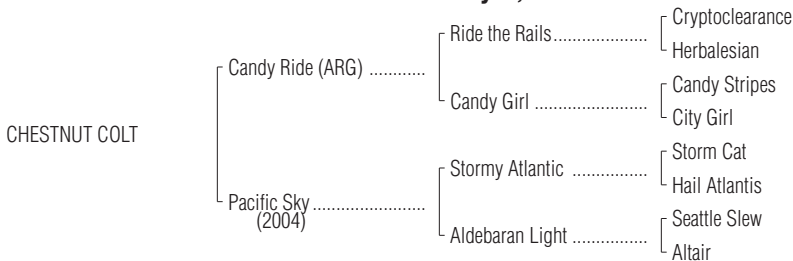 Cryptoclearance
Ride the Rails....................
Herbalesian
Candy Ride (ARG) ............
Candy Stripes
Candy Girl ........................
City Girl
CHESTNUT COLT
Storm Cat
Stormy Atlantic ................
Hail Atlantis
Pacific Sky ........................
(2004)
Seattle Slew
Aldebaran Light ................
Altair